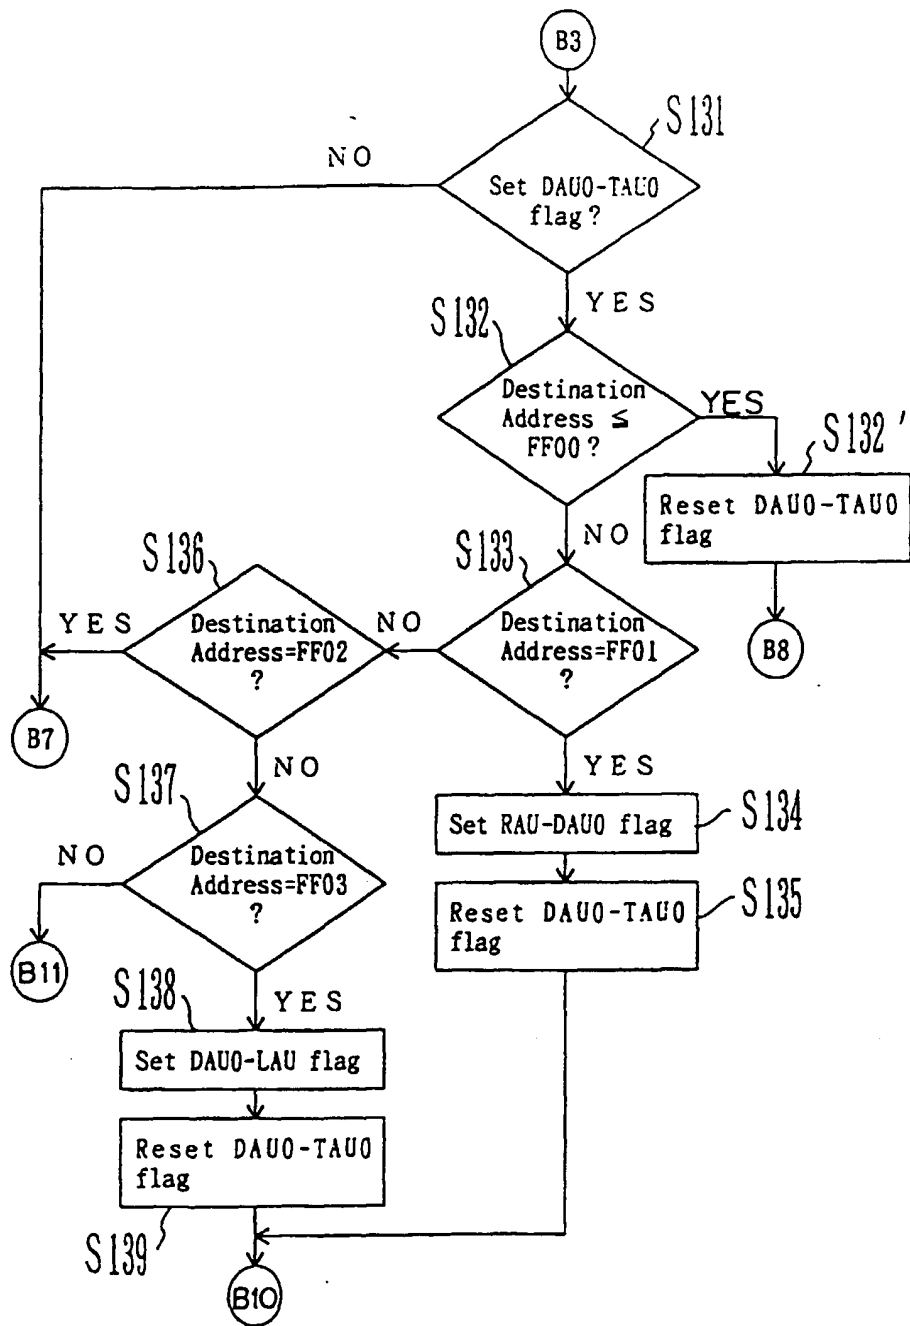 B3
S131
NO
Set DAU0-TAU0
flag?
YES
S132
Destination
Address ≦
FF00?
YES
S132'
Reset DAU0-TAU0
flag
NO
S133
S136
Destination
Address=FF01
?
NO
Destination
Address=FF02
?
YES
B8
B7
NO
YES
S137
Set RAU-DAU0 flag
S134
Destination
Address=FF03
?
NO
Reset DAU0-TAU0
flag
S135
B11
S138
YES
Set DAU0-LAU flag
Reset DAU0-TAU0
flag
S139
B10